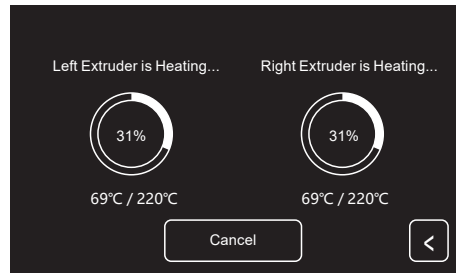 Left Extruder is Heating... Right Extruder is Heating...
31% 31%
69℃ / 220℃ 69℃ / 220℃
Cancel <